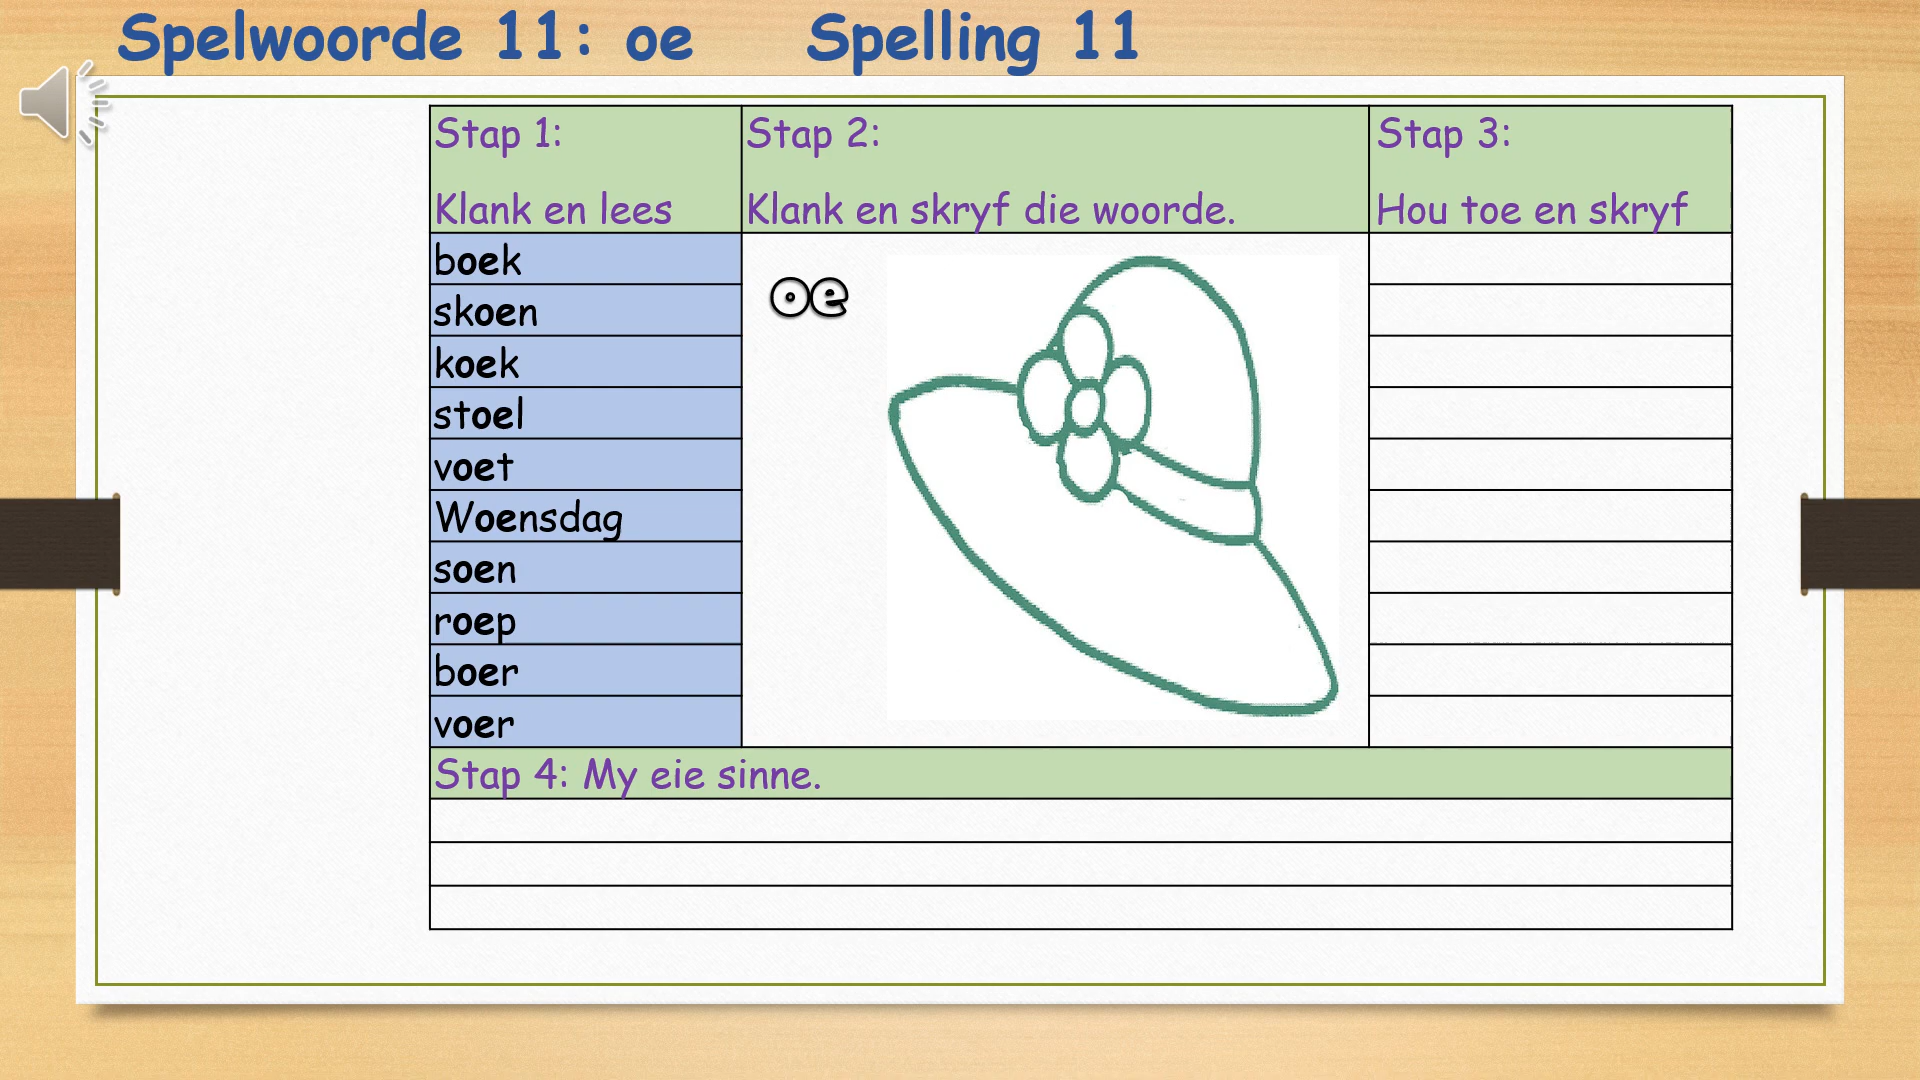 Spelwoorde 11: oe Spelling 11
Stap 1:
Klank en lees
Stap 2:
Klank en skryf die woorde.
Stap 3:
Hou toe en skryf
boek
skoen
koek
stoel
voet
Woensdag
soen
roep
boer
voer
oe
Stap 4: My eie sinne.